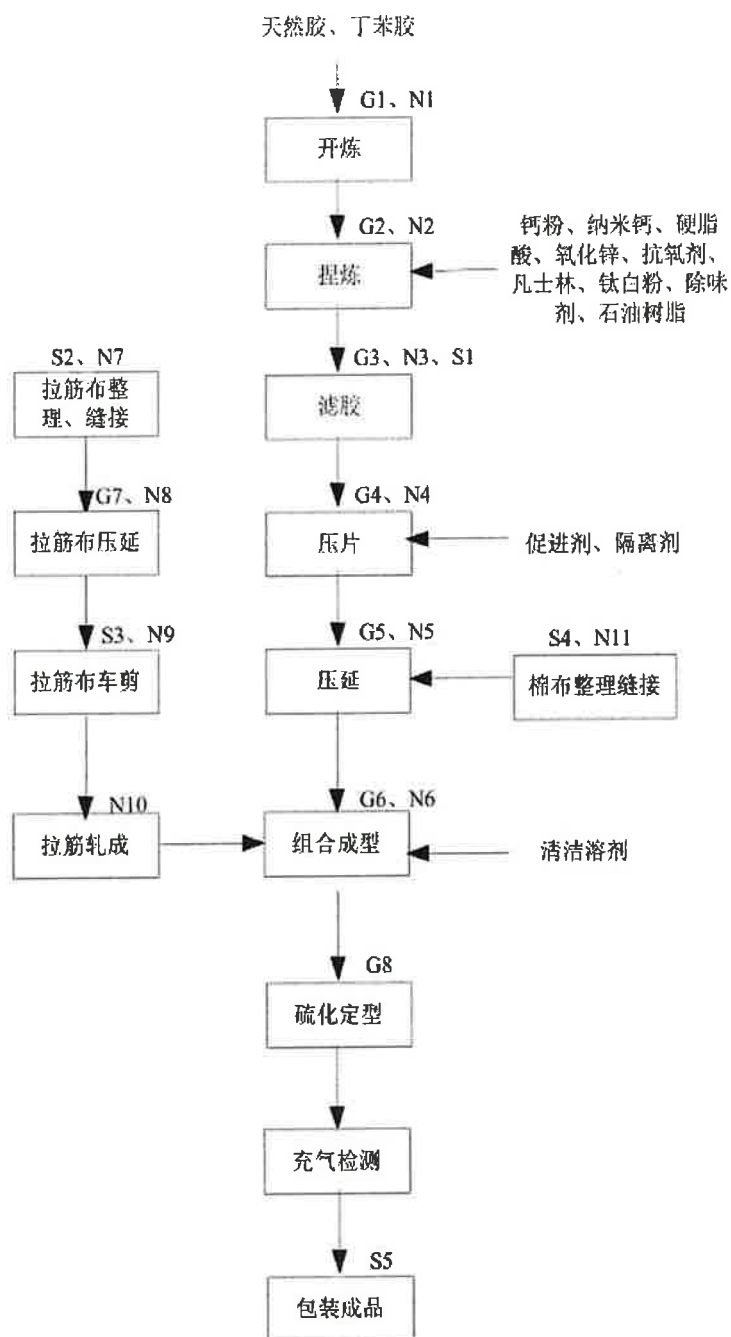 天然胶、丁苯胶
G1、N1
开炼
G2、N2
钙粉、纳米钙、硬脂
酸、氧化锌、抗氧剂、
凡士林、钛白粉、除味
剂、石油树脂
捏炼
G3、N3、S1
S2、N7
拉筋布整
理、缝接
滤胶
G7、N8
G4、N4
拉筋布压延
压片
促进剂、隔离剂
S3、N9
G5、N5
S4、N11
拉筋布车剪
压延
棉布整理缝接
N10
G6、N6
拉筋轧成
组合成型
清洁溶剂
G8
硫化定型
充气检测
S5
包装成品